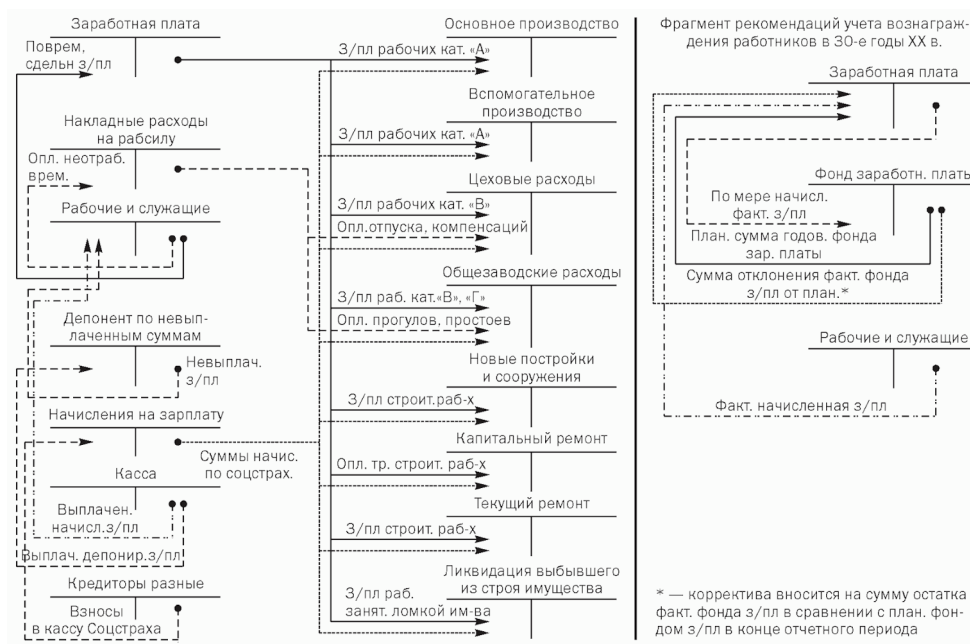 Заработная плата
Поврем,
сдельн з/пл
Накладные расходы
на рабсилу
Опл. неотраб.
врем.
Рабочие и служащие
Депонент по невып-
лаченным суммам
Невыплач.
з/пл
Начисления на зарплату
Суммы начис.
по соцстрах.
Касса
Выплачен.
начисл.з/пл
Выплач. депонир.з/пл
Кредиторы разные
Взносы
в кассу Соцстраха
Основное производство
З/пл рабочих кат. «А»
Вспомогательное
производство
З/пл рабочих кат. «А»
Цеховые расходы
З/пл рабочих кат. «В»
Опл.отпуска, компенсаций
Общезаводские расходы
З/пл раб. кат.«В», «Г»
Опл. прогулов, простоев
Новые постройки
и сооружения
З/пл строит.раб-х
Капитальный ремонт
Опл. тр. строит. раб-х
Текущий ремонт
З/пл строит. раб-х
Ликвидация выбывшего
из строя имущества
З/пл раб.
занят. ломкой им-ва
Фрагмент рекомендаций учета вознаграж-
дения работников в 30-е годы XX в.
Заработная плата
Фонд заработн. платы
По мере начисл.
факт. з/пл
План. сумма годов. фонда
зар. платы
Сумма отклонения факт. фонда
з/пл от план.*
Рабочие и служащие
Факт. начисленная з/пл
* — корректива вносится на сумму остатка
факт. фонда з/пл в сравнении с план. фон-
дом з/пл в конце отчетного периода